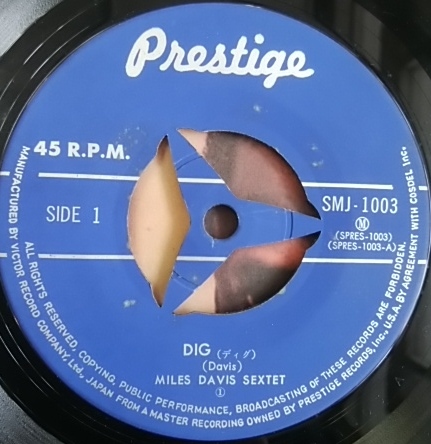 Prestige
45 R.P.M.
SIDE 1
SMJ-1003
Ⓜ
(SPRES-1003)
(SPRES-1003-A)
DIG (ディグ)
(Davis)
MILES DAVIS SEXTET
①
MANUFACTURED BY VICTOR RECORD COMPANY, Ltd., JAPAN FROM A MASTER RECORDING OWNED BY PRESTIGE RECORDS, Inc., U.S.A. BY AGREEMENT WITH COSDEL Inc.
ALL RIGHTS RESERVED. COPYING, PUBLIC PERFORMANCE, BROADCASTING OF THESE RECORDS ARE FORBIDDEN.